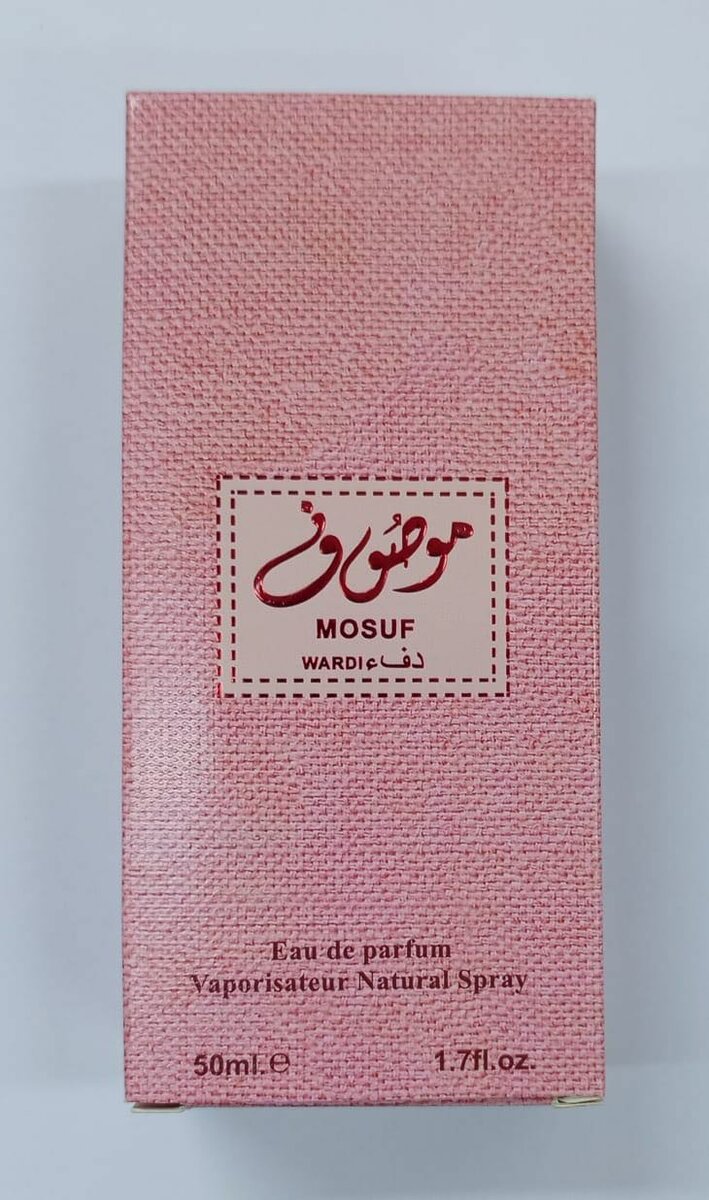 موصوف
MOSUF
WARDI دفء
Eau de parfum
Vaporisateur Natural Spray
50ml.℮ 1.7fl.oz.